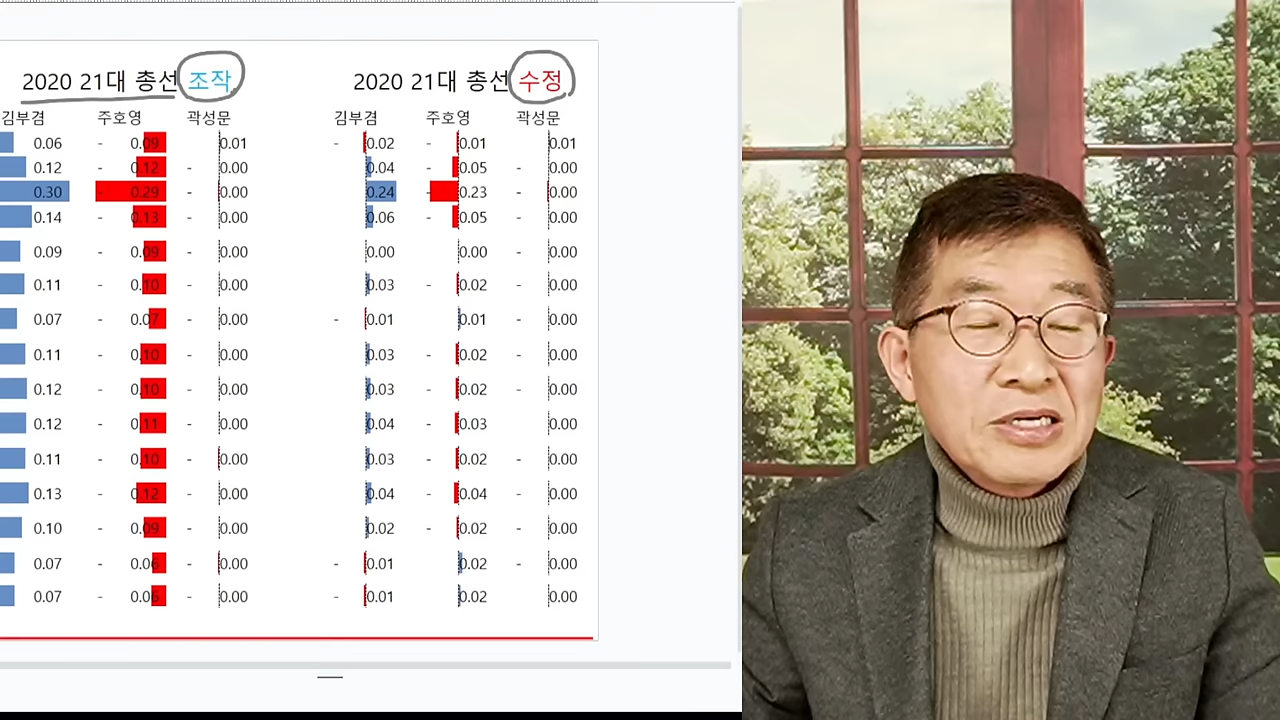 2020 21대 총선 조작 2020 21대 총선 수정
김부겸 주호영 곽성문 김부겸 주호영 곽성문
0.06 - 0.09 0.01 - 0.02 - 0.01 - 0.01
0.12 - 0.12 - 0.00 0.04 - 0.05 - 0.00
0.30 - 0.29 - 0.00 0.24 - 0.23 - 0.00
0.14 - 0.13 - 0.00 0.06 - 0.05 - 0.00
0.09 - 0.09 - 0.00 0.00 0.00 - 0.00
0.11 - 0.10 - 0.00 0.03 - 0.02 - 0.00
0.07 - 0.07 - 0.00 - 0.01 0.01 - 0.00
0.11 - 0.10 - 0.00 0.03 - 0.02 - 0.00
0.12 - 0.10 - 0.00 0.03 - 0.02 - 0.00
0.12 - 0.11 - 0.00 0.04 - 0.03 - 0.00
0.11 - 0.10 - 0.00 0.03 - 0.02 - 0.00
0.13 - 0.12 - 0.00 0.04 - 0.04 - 0.00
0.10 - 0.09 - 0.00 0.02 - 0.02 - 0.00
0.07 - 0.06 - 0.00 - 0.01 0.02 - 0.00
0.07 - 0.06 - 0.00 - 0.01 0.02 - 0.00